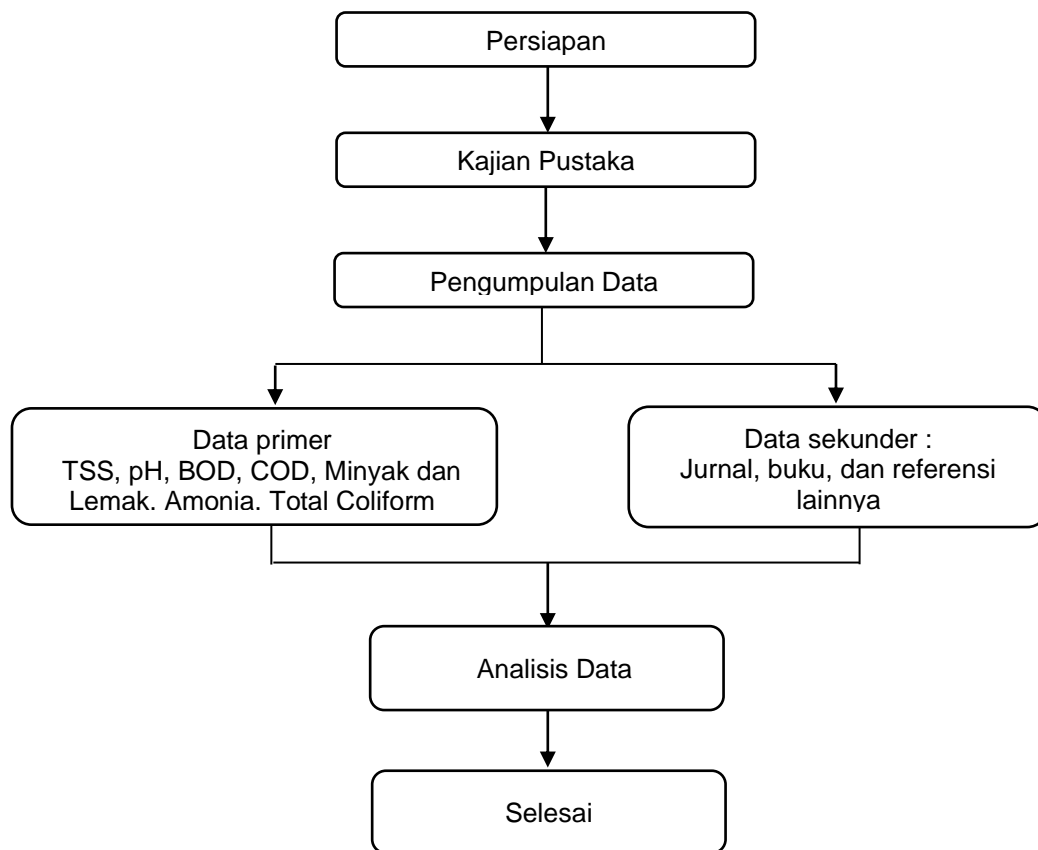 Persiapan
Kajian Pustaka
Pengumpulan Data
Data primer
TSS, pH, BOD, COD, Minyak dan
Lemak. Amonia. Total Coliform
Data sekunder :
Jurnal, buku, dan referensi
lainnya
Analisis Data
Selesai